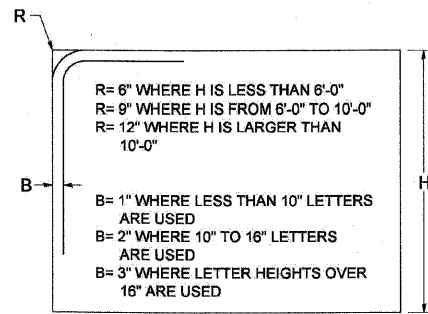 R
R= 6" WHERE H IS LESS THAN 6'-0"
R= 9" WHERE H IS FROM 6'-0" TO 10'-0"
R= 12" WHERE H IS LARGER THAN
10'-0"
H
B
B= 1" WHERE LESS THAN 10" LETTERS
ARE USED
B= 2" WHERE 10" TO 16" LETTERS
ARE USED
B= 3" WHERE LETTER HEIGHTS OVER
16" ARE USED